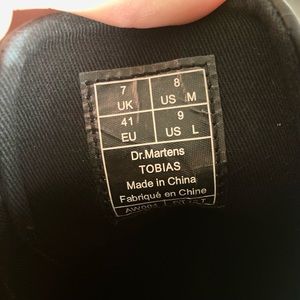 7 UK 8 US M
41 EU 9 US L
Dr.Martens
TOBIAS
Made in China
Fabriqué en Chine